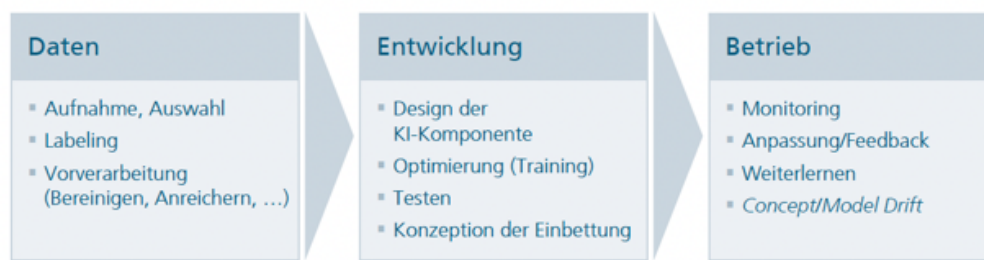 Daten
▪ Aufnahme, Auswahl
▪ Labeling
▪ Vorverarbeitung
(Bereinigen, Anreichern, …)
Entwicklung
▪ Design der
KI-Komponente
▪ Optimierung (Training)
▪ Testen
▪ Konzeption der Einbettung
Betrieb
▪ Monitoring
▪ Anpassung/Feedback
▪ Weiterlernen
▪ Concept/Model Drift